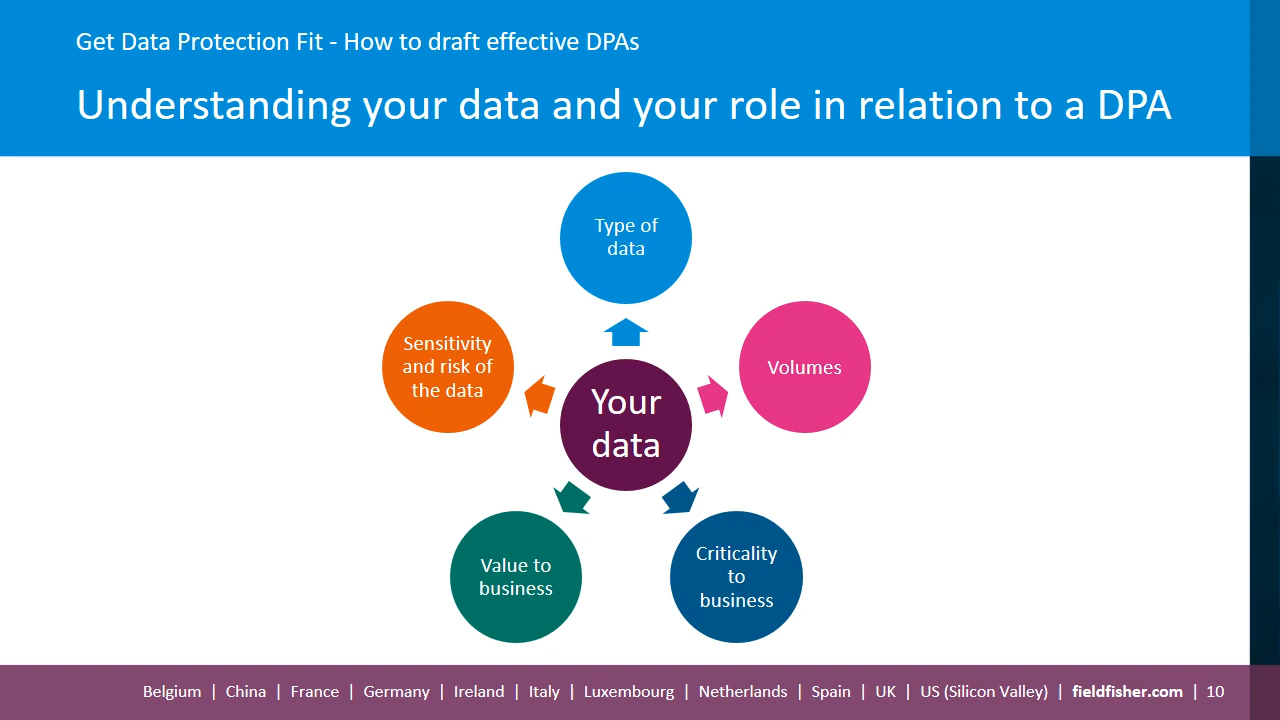 Get Data Protection Fit - How to draft effective DPAs
Understanding your data and your role in relation to a DPA
Type of
data
Sensitivity
and risk of
the data
Volumes
Your
data
Value to
business
Criticality
to
business
Belgium | China | France | Germany | Ireland | Italy | Luxembourg | Netherlands | Spain | UK | US (Silicon Valley) | fieldfisher.com | 10